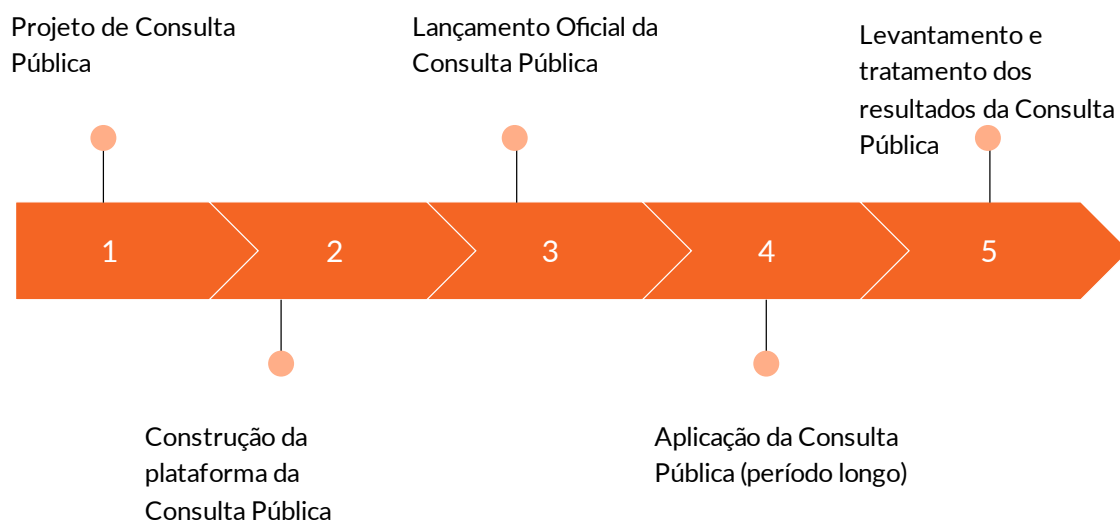 Projeto de Consulta
Pública
Lançamento Oficial da
Consulta Pública
Levantamento e
tratamento dos
resultados da Consulta
Pública
1
2
3
4
5
Construção da
plataforma da
Consulta Pública
Aplicação da Consulta
Pública (período longo)